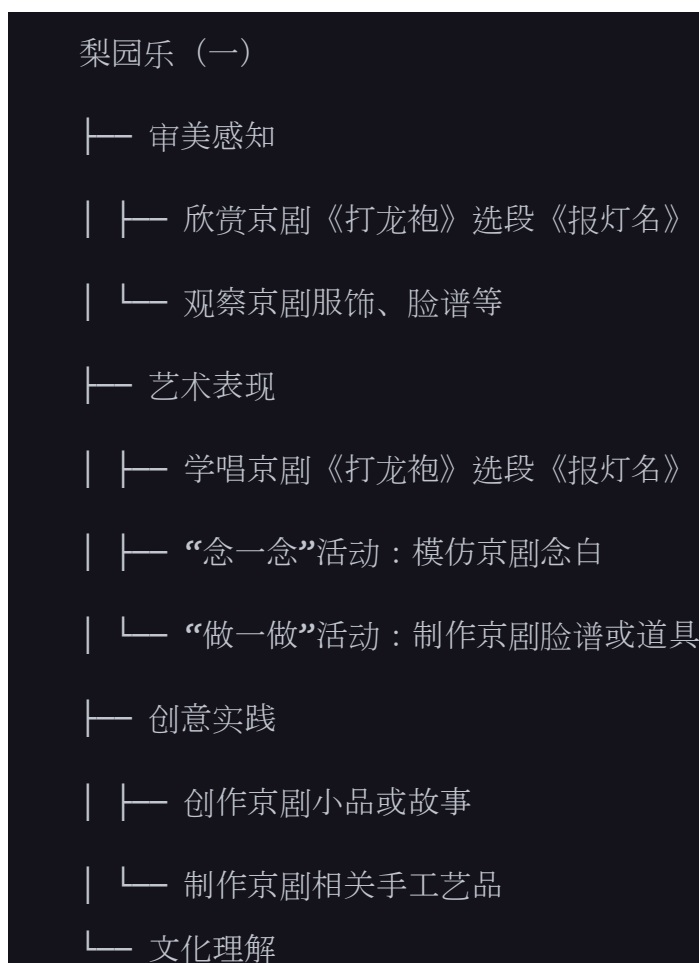 梨园乐（一）
├── 审美感知
│ ├── 欣赏京剧《打龙袍》选段《报灯名》
│ └── 观察京剧服饰、脸谱等
├── 艺术表现
│ ├── 学唱京剧《打龙袍》选段《报灯名》
│ ├── “念一念”活动：模仿京剧念白
│ └── “做一做”活动：制作京剧脸谱或道具
├── 创意实践
│ ├── 创作京剧小品或故事
│ └── 制作京剧相关手工艺品
└── 文化理解